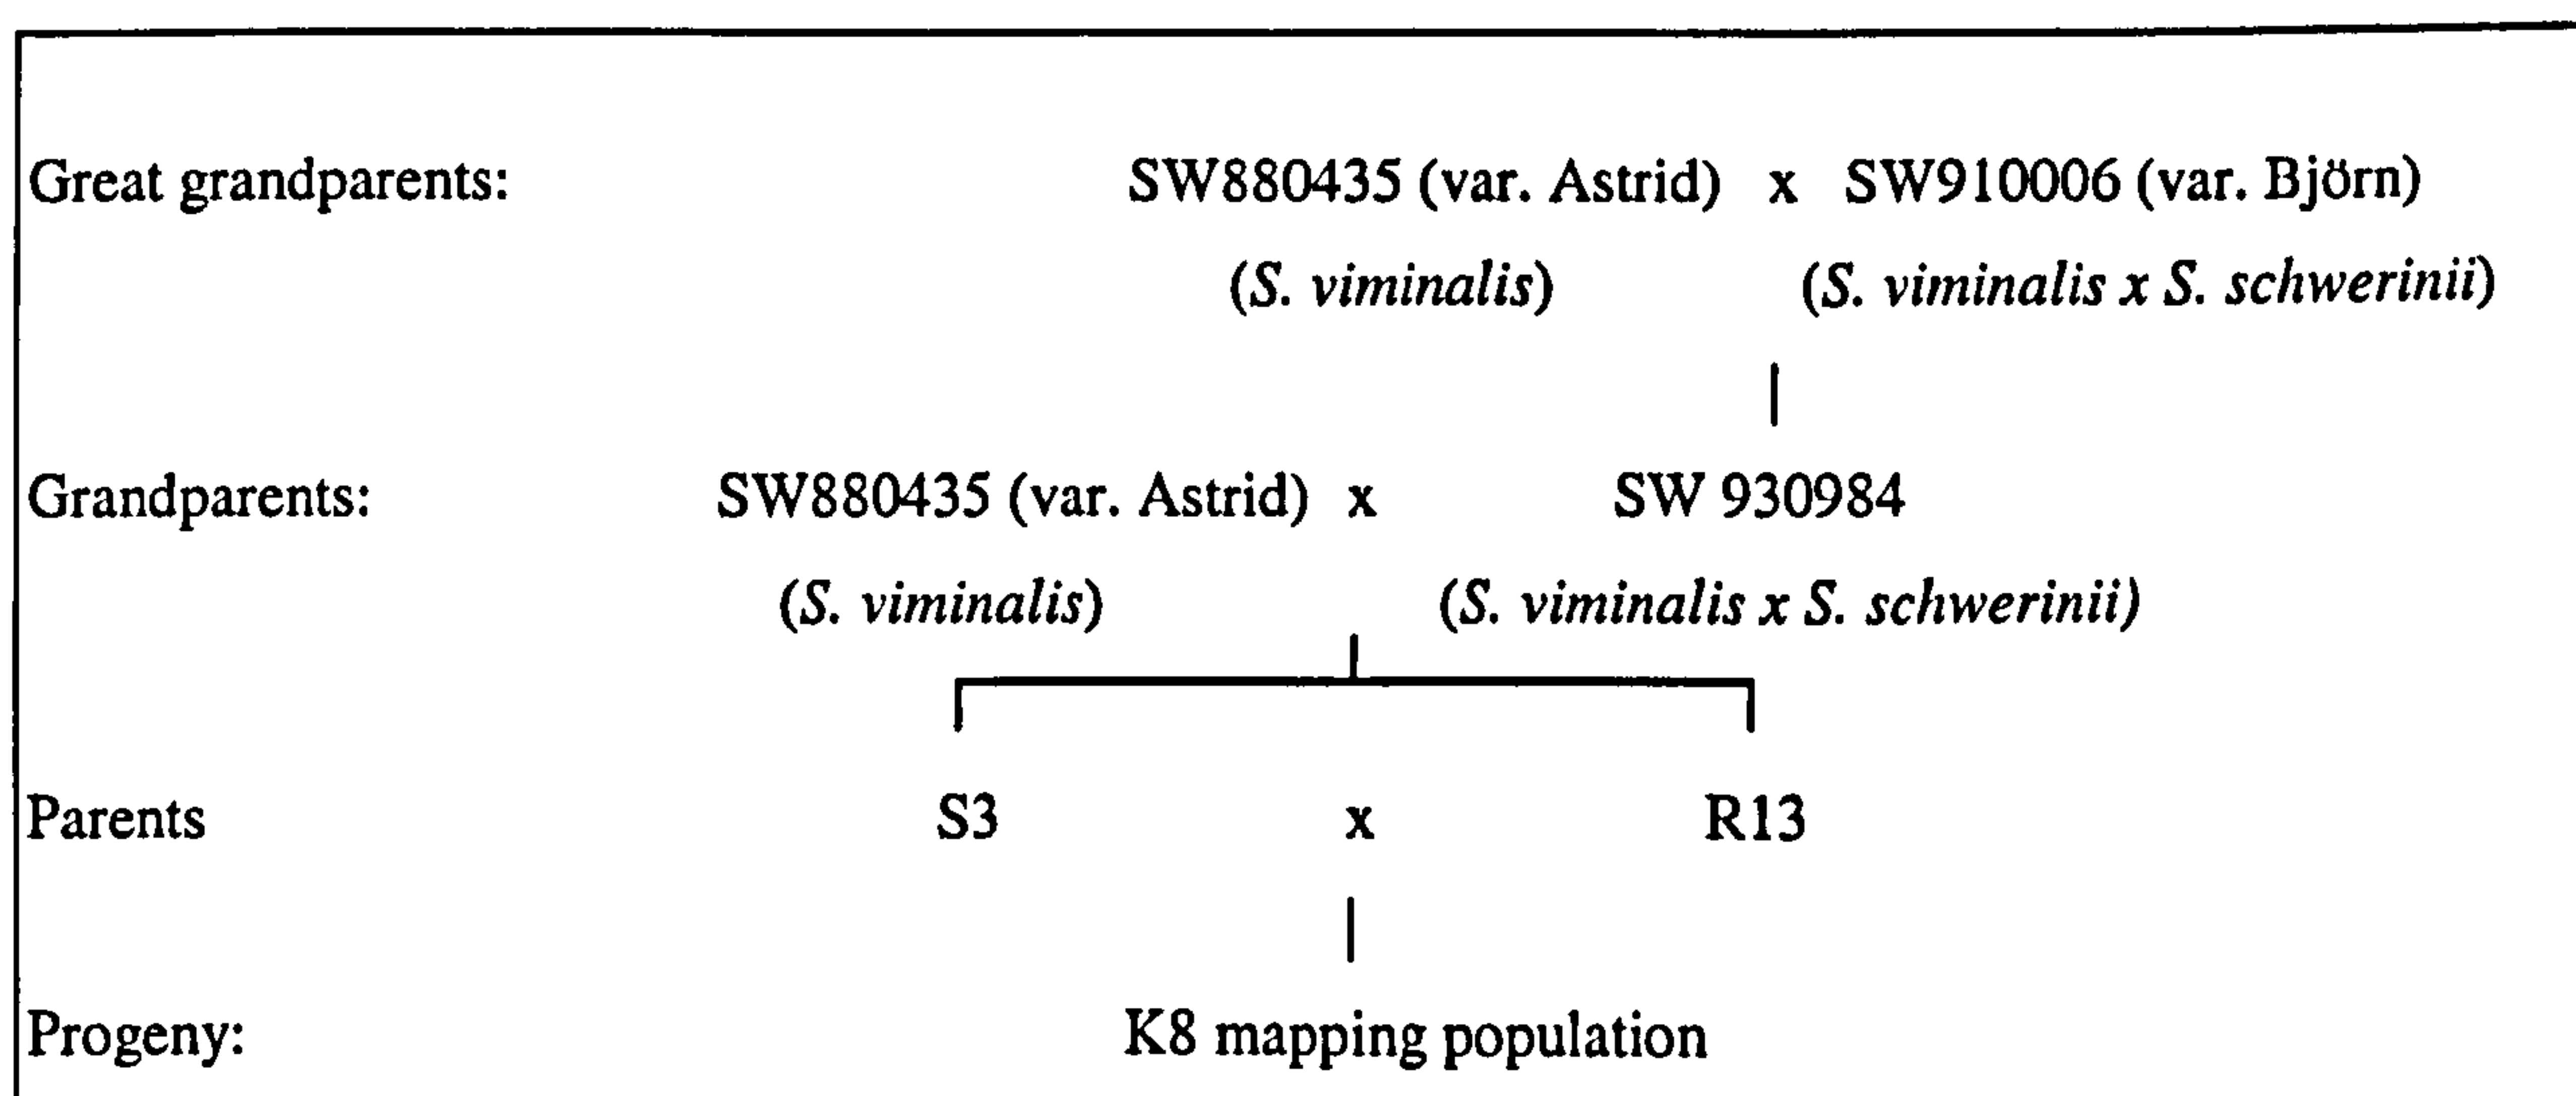 Great grandparents: SW880435 (var. Astrid) x SW910006 (var. Björn)
(S. viminalis) (S. viminalis x S. schwerinii)
Grandparents: SW880435 (var. Astrid) x SW 930984
(S. viminalis) (S. viminalis x S. schwerinii)
Parents S3 x R13
Progeny: K8 mapping population